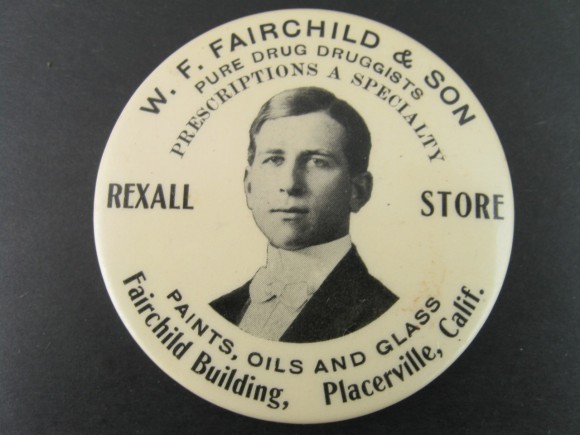 W. F. FAIRCHILD & SON
PURE DRUG DRUGGISTS
PRESCRIPTIONS A SPECIALTY
REXALL STORE
PAINTS, OILS AND GLASS
Fairchild Building, Placerville, Calif.